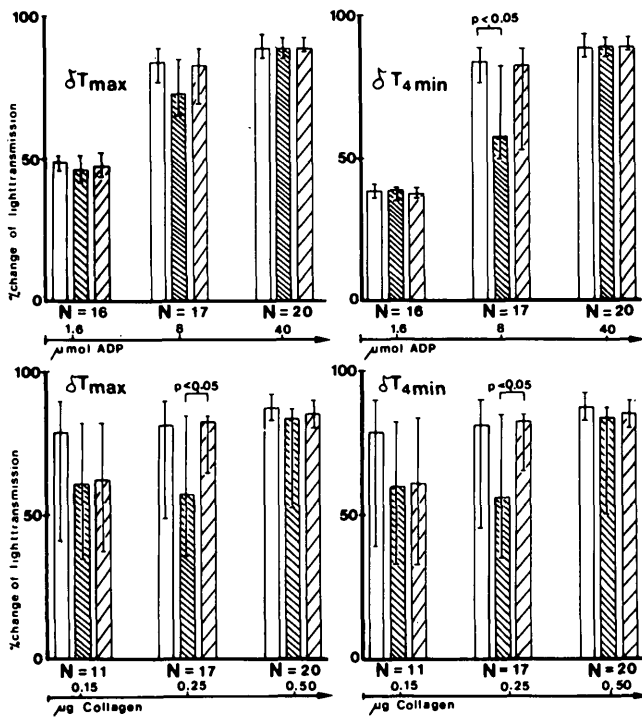 100
50
0
%change of lighttransmission
δTmax
N = 16 N = 17 N = 20
1,6 8 40
μmol ADP
100
50
0
δT4min
p<0.05
N = 16 N = 17 N = 20
1,6 8 40
μmol ADP
100
50
0
%change of lighttransmission
δTmax
p<0.05
N = 11 N = 17 N = 20
0,15 0,25 0,50
μg Collagen
100
50
0
δT4min
p<0.05
N = 11 N = 17 N = 20
0,15 0,25 0,50
μg Collagen